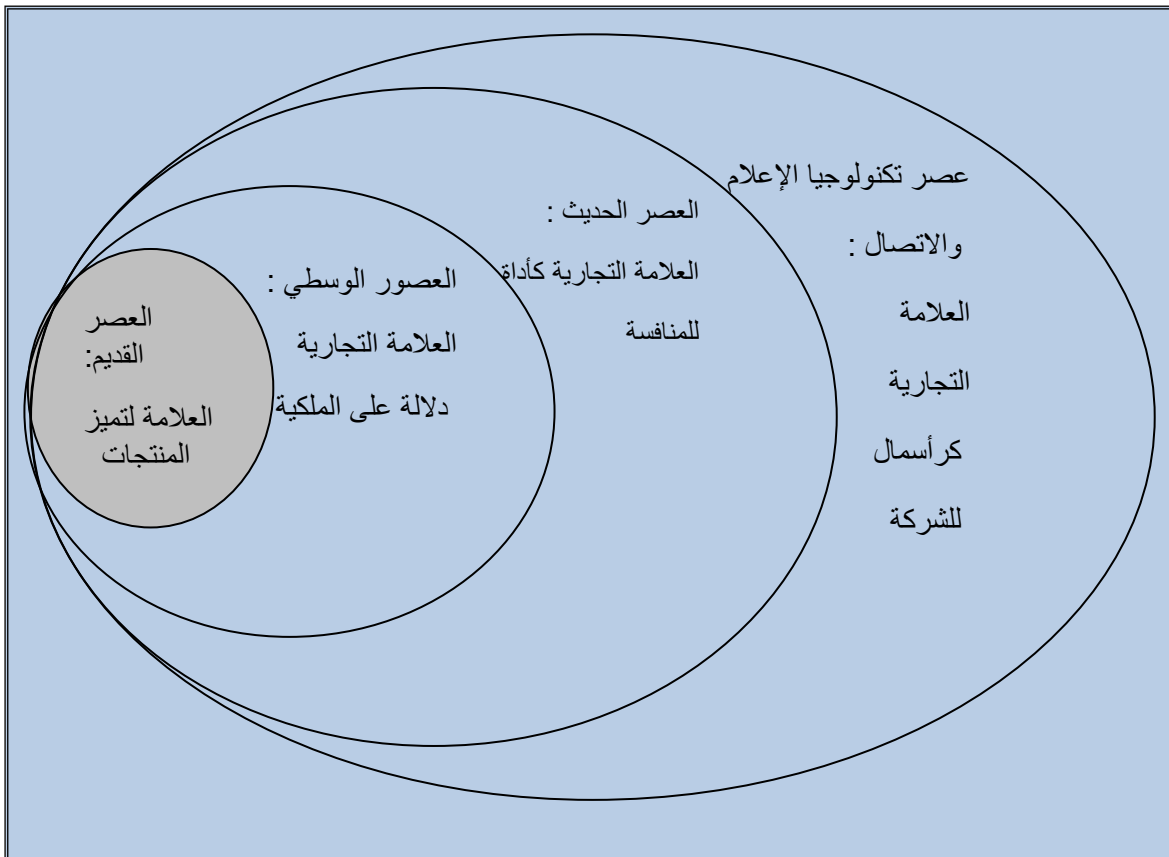 عصر تكنولوجيا الإعلام
والاتصال :
العلامة
التجارية
كرأسمال
للشركة
العصر الحديث :
العلامة التجارية كأداة
للمنافسة
العصور الوسطي :
العلامة التجارية
دلالة على الملكية
العصر
القديم:
العلامة لتميز
المنتجات